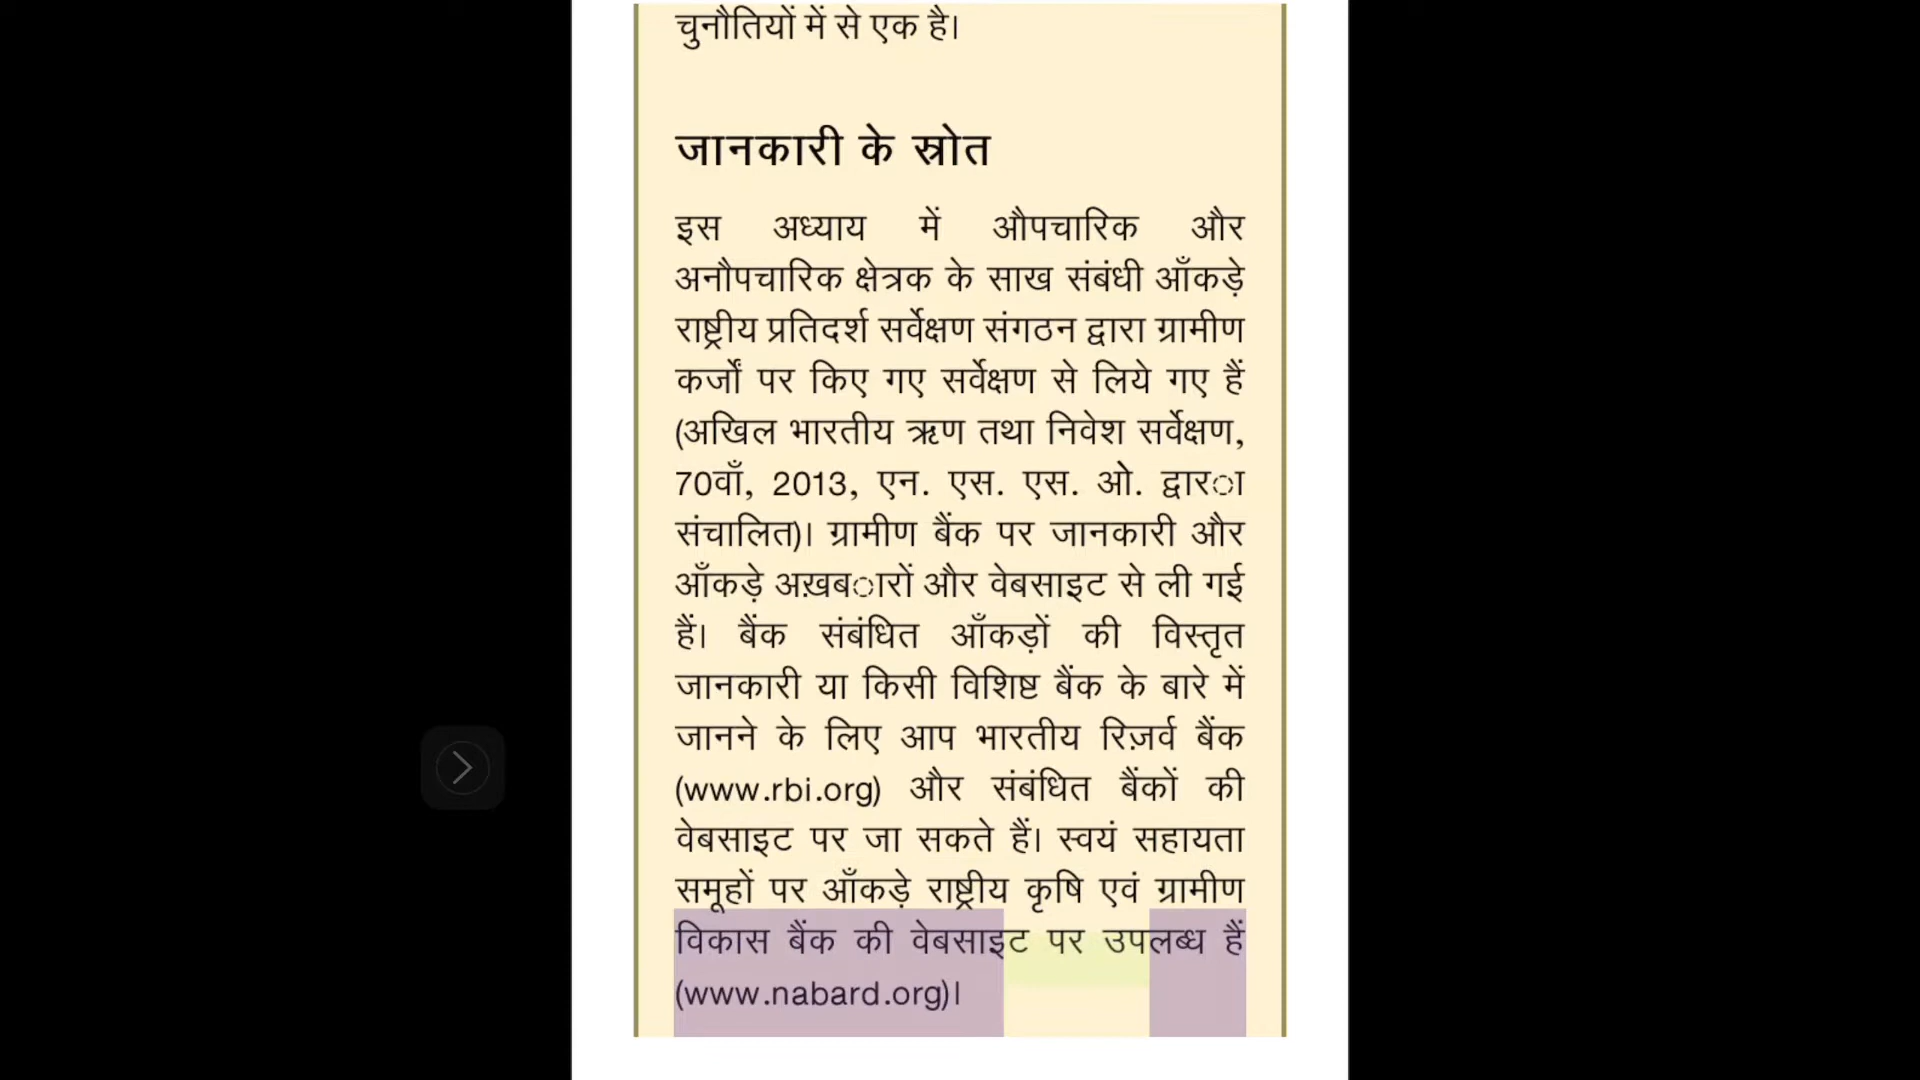 चुनौतियों में से एक है।
जानकारी के स्रोत
इस अध्याय में औपचारिक और
अनौपचारिक क्षेत्रक के साख संबंधी आँकड़े
राष्ट्रीय प्रतिदर्श सर्वेक्षण संगठन द्वारा ग्रामीण
कर्जों पर किए गए सर्वेक्षण से लिये गए हैं
(अखिल भारतीय ऋण तथा निवेश सर्वेक्षण,
70वाँ, 2013, एन. एस. एस. ओ. द्वार◌ा
संचालित)। ग्रामीण बैंक पर जानकारी और
आँकड़े अख़ब◌ारों और वेबसाइट से ली गई
हैं। बैंक संबंधित आँकड़ों की विस्तृत
जानकारी या किसी विशिष्ट बैंक के बारे में
जानने के लिए आप भारतीय रिज़र्व बैंक
(www.rbi.org) और संबंधित बैंकों की
वेबसाइट पर जा सकते हैं। स्वयं सहायता
समूहों पर आँकड़े राष्ट्रीय कृषि एवं ग्रामीण
विकास बैंक की वेबसाइट पर उपलब्ध हैं
(www.nabard.org)।